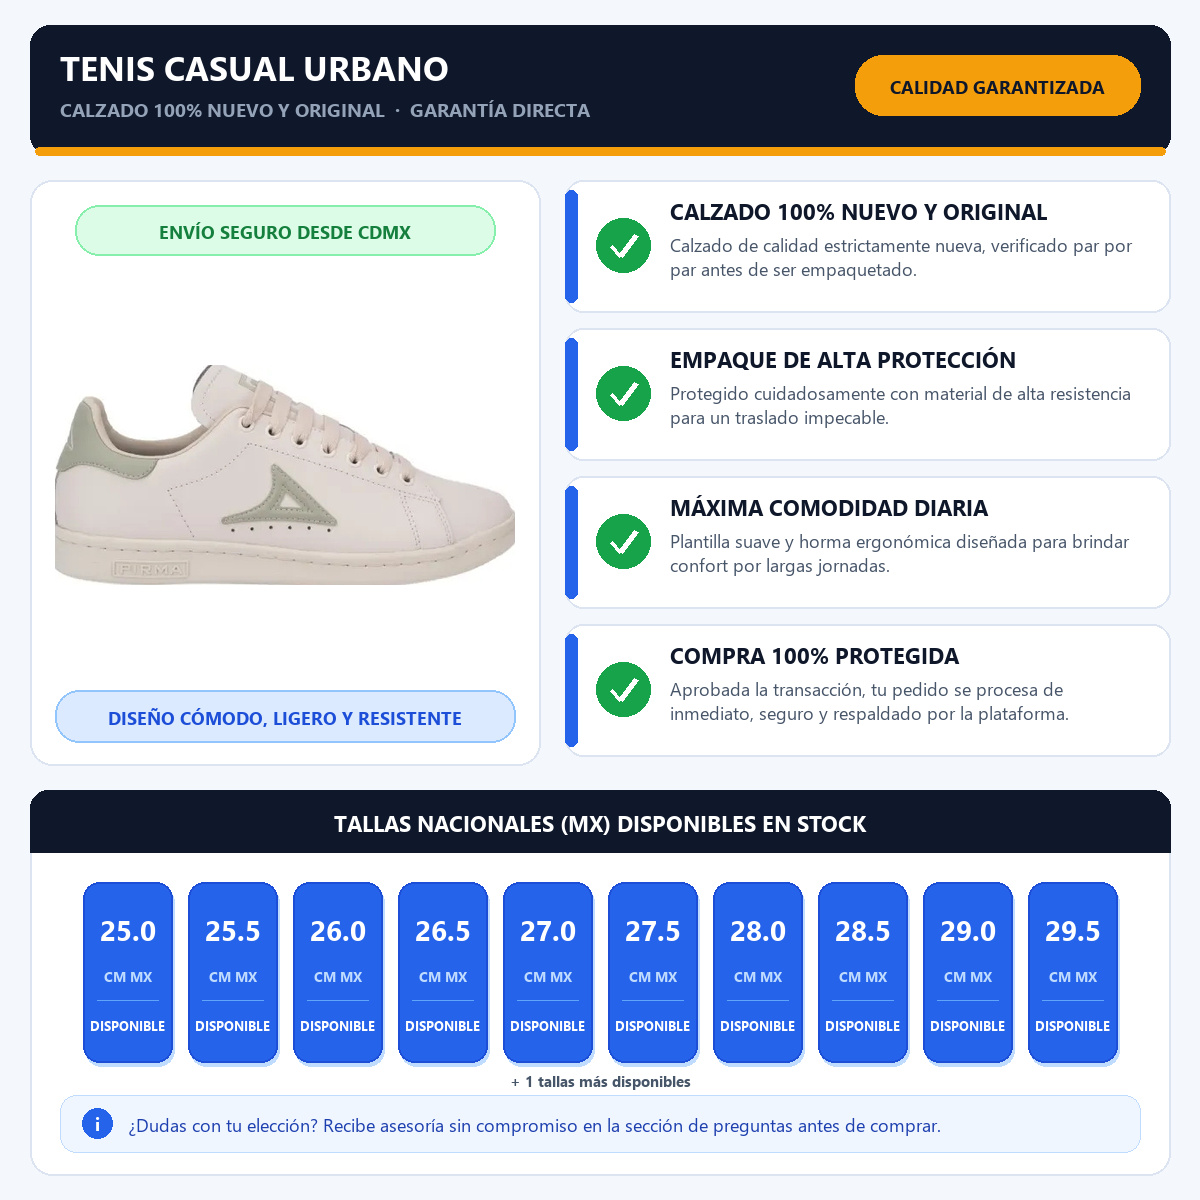 TENIS CASUAL URBANO
CALZADO 100% NUEVO Y ORIGINAL · GARANTÍA DIRECTA
CALIDAD GARANTIZADA
ENVÍO SEGURO DESDE CDMX
FIRMA
DISEÑO CÓMODO, LIGERO Y RESISTENTE
CALZADO 100% NUEVO Y ORIGINAL
Calzado de calidad estrictamente nueva, verificado par por
par antes de ser empaquetado.
EMPAQUE DE ALTA PROTECCIÓN
Protegido cuidadosamente con material de alta resistencia
para un traslado impecable.
MÁXIMA COMODIDAD DIARIA
Plantilla suave y horma ergonómica diseñada para brindar
confort por largas jornadas.
COMPRA 100% PROTEGIDA
Aprobada la transacción, tu pedido se procesa de
inmediato, seguro y respaldado por la plataforma.
TALLAS NACIONALES (MX) DISPONIBLES EN STOCK
25.0 25.5 26.0 26.5 27.0 27.5 28.0 28.5 29.0 29.5
CM MX CM MX CM MX CM MX CM MX CM MX CM MX CM MX CM MX CM MX
DISPONIBLE DISPONIBLE DISPONIBLE DISPONIBLE DISPONIBLE DISPONIBLE DISPONIBLE DISPONIBLE DISPONIBLE DISPONIBLE
+ 1 tallas más disponibles
¿Dudas con tu elección? Recibe asesoría sin compromiso en la sección de preguntas antes de comprar.